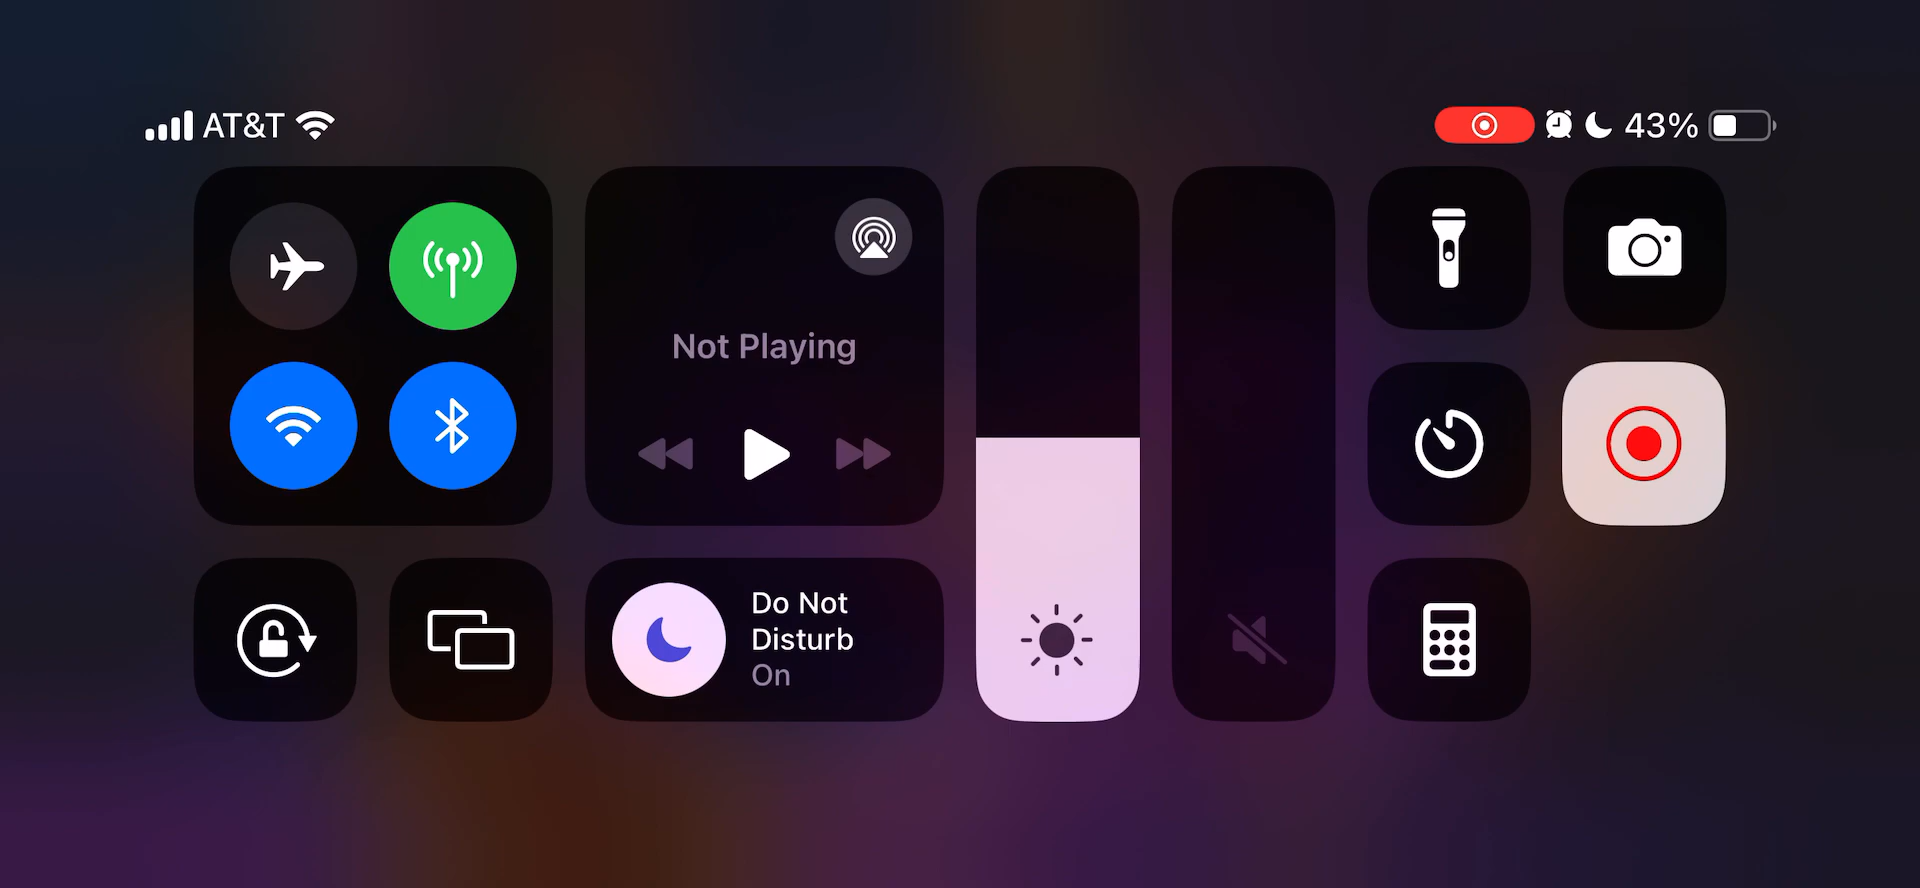 AT&T
43%
Not Playing
Do Not
Disturb
On